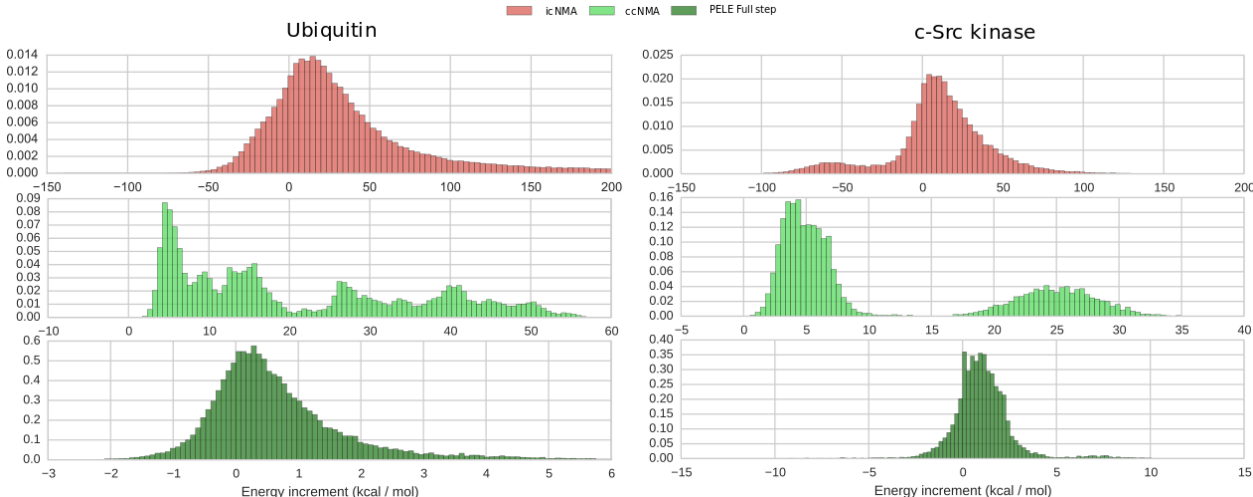 icNMA ccNMA PELE Full step
Ubiquitin c-Src kinase
0.014 0.012 0.010 0.008 0.006 0.004 0.002 0.000
−150 −100 −50 0 50 100 150 200
0.025 0.020 0.015 0.010 0.005 0.000
−150 −100 −50 0 50 100 150 200
0.09 0.08 0.07 0.06 0.05 0.04 0.03 0.02 0.01 0.00
−10 0 10 20 30 40 50 60
0.16 0.14 0.12 0.10 0.08 0.06 0.04 0.02 0.00
−5 0 5 10 15 20 25 30 35 40
0.6 0.5 0.4 0.3 0.2 0.1 0.0
−3 −2 −1 0 1 2 3 4 5 6
Energy increment (kcal / mol)
0.40 0.35 0.30 0.25 0.20 0.15 0.10 0.05 0.00
−15 −10 −5 0 5 10 15
Energy increment (kcal / mol)